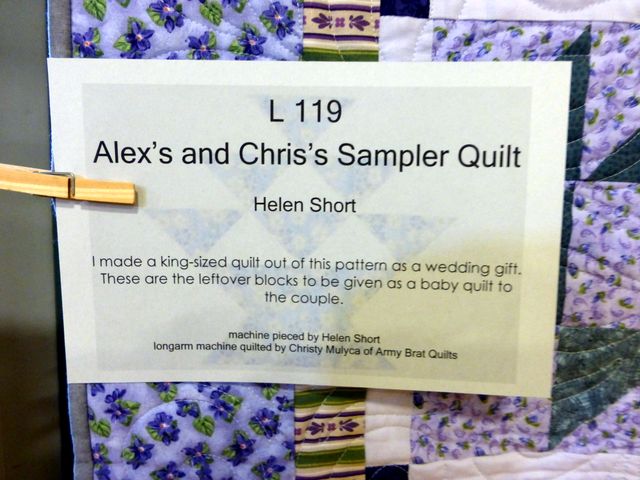 L 119
Alex's and Chris's Sampler Quilt
Helen Short
I made a king-sized quilt out of this pattern as a wedding gift.
These are the leftover blocks to be given as a baby quilt to
the couple.
machine pieced by Helen Short
longarm machine quilted by Christy Mulyca of Army Brat Quilts